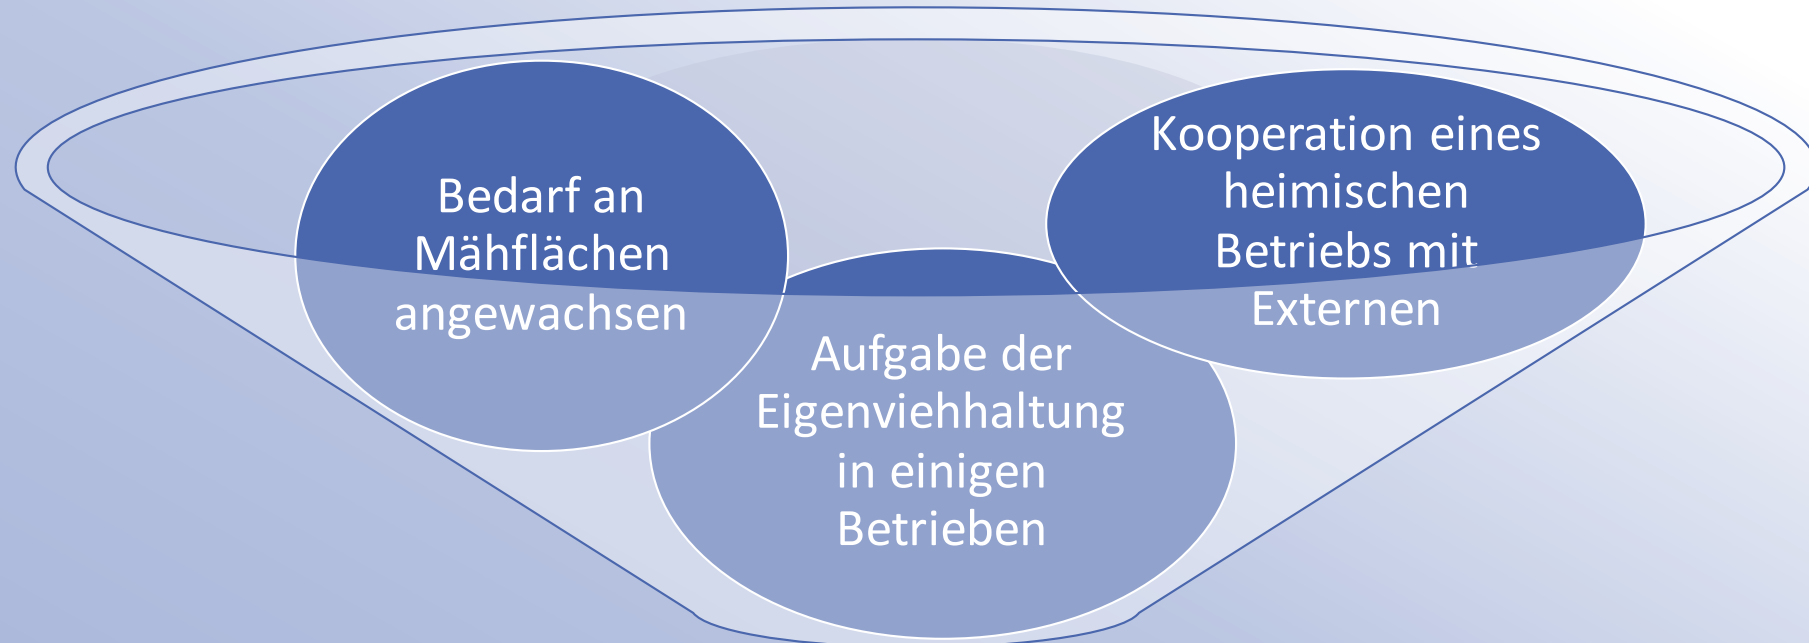 Bedarf an
Mähflächen
angewachsen
Kooperation eines
heimischen
Betriebs mit
Externen
Aufgabe der
Eigenviehhaltung
in einigen
Betrieben